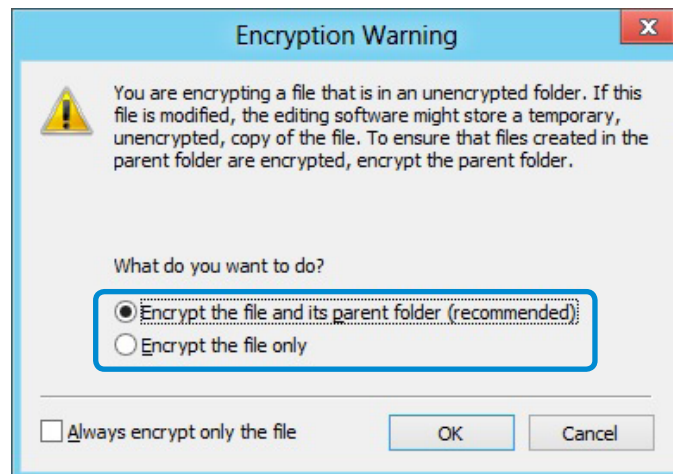 Encryption Warning
You are encrypting a file that is in an unencrypted folder. If this
file is modified, the editing software might store a temporary,
unencrypted, copy of the file. To ensure that files created in the
parent folder are encrypted, encrypt the parent folder.
What do you want to do?
Encrypt the file and its parent folder (recommended)
Encrypt the file only
Always encrypt only the file
OK
Cancel